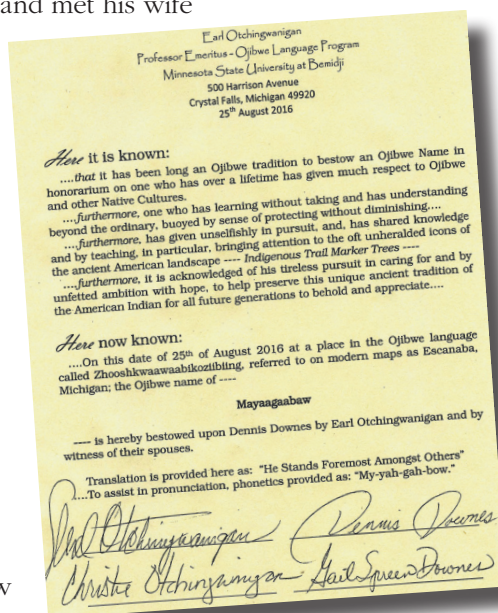 and met his wife
Earl Otchingwanigan
Professor Emeritus - Ojibwe Language Program
Minnesota State University at Bemidji
500 Harrison Avenue
Crystal Falls, Michigan 49920
25th August 2016
Here it is known:
....that it has been long an Ojibwe tradition to bestow an Ojibwe Name in
honorarium on one who has over a lifetime has given much respect to Ojibwe
and other Native Cultures.
....furthermore, one who has learning without taking and has understanding
beyond the ordinary, buoyed by sense of protecting without diminishing....
....furthermore, has given unselfishly in pursuit, and, has shared knowledge
and by teaching, in particular, bringing attention to the oft unheralded icons of
the ancient American landscape ---- Indigenous Trail Marker Trees ----
....furthermore, it is acknowledged of his tireless pursuit in caring for and by
unfetted ambition with hope, to help preserve this unique ancient tradition of
the American Indian for all future generations to behold and appreciate....
Here now known:
....On this date of 25th of August 2016 at a place in the Ojibwe language
called Zhooshkwaawaabikoziibiing, referred to on modern maps as Escanaba,
Michigan; the Ojibwe name of ----
Mayaagaabaw
---- is hereby bestowed upon Dennis Downes by Earl Otchingwanigan and by
witness of their spouses.
Translation is provided here as: "He Stands Foremost Amongst Others"
....To assist in pronunciation, phonetics provided as: "My-yah-gah-bow."
Earl Otchingwanigan Dennis Downes
Christie Otchingwanigan Gail Spreen Downes
w